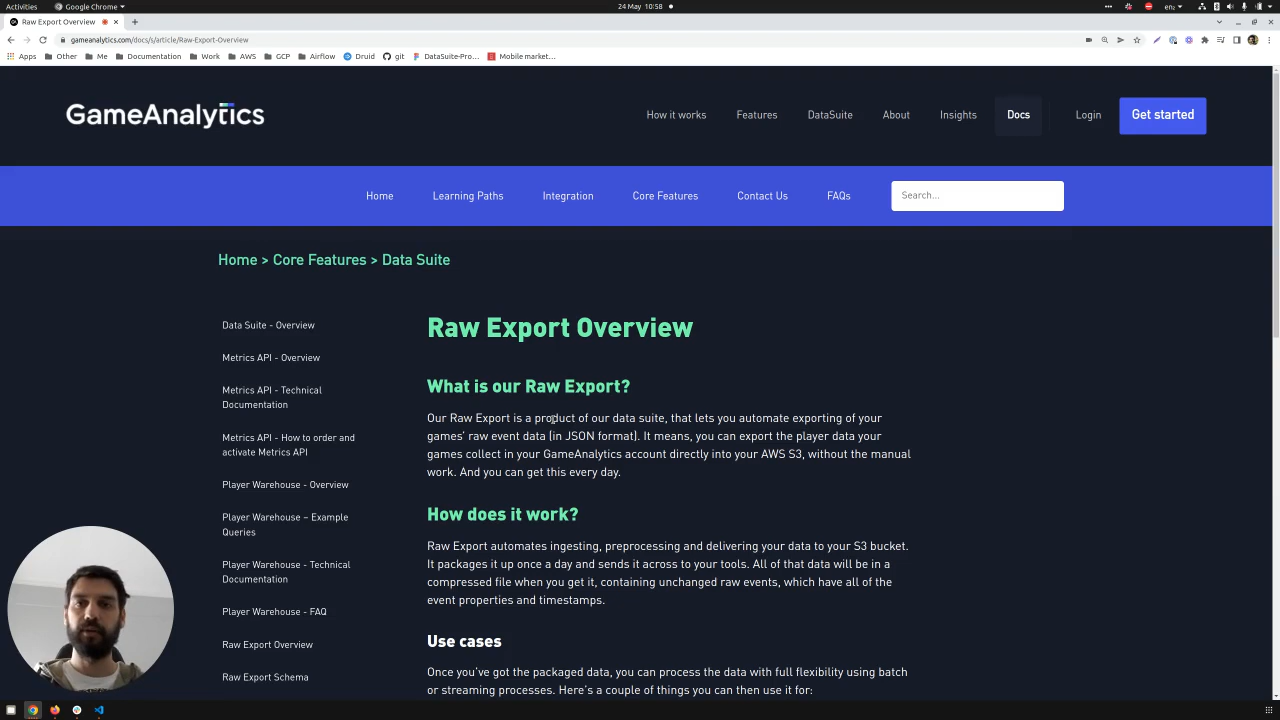 Activities
Google Chrome
24 May 10:58
en₂
Raw Export Overview
gameanalytics.com/docs/s/article/Raw-Export-Overview
Apps Other Me Documentation Work AWS GCP Airflow Druid git DataSuite-Pro... Mobile market...
GameAnalytics
How it works Features DataSuite About Insights Docs Login Get started
Home Learning Paths Integration Core Features Contact Us FAQs Search...
Home > Core Features > Data Suite
Data Suite - Overview
Metrics API - Overview
Metrics API - Technical
Documentation
Metrics API - How to order and
activate Metrics API
Player Warehouse - Overview
Player Warehouse – Example
Queries
Player Warehouse - Technical
Documentation
Player Warehouse - FAQ
Raw Export Overview
Raw Export Schema
Raw Export Overview
What is our Raw Export?
Our Raw Export is a product of our data suite, that lets you automate exporting of your
games' raw event data (in JSON format). It means, you can export the player data your
games collect in your GameAnalytics account directly into your AWS S3, without the manual
work. And you can get this every day.
How does it work?
Raw Export automates ingesting, preprocessing and delivering your data to your S3 bucket.
It packages it up once a day and sends it across to your tools. All of that data will be in a
compressed file when you get it, containing unchanged raw events, which have all of the
event properties and timestamps.
Use cases
Once you've got the packaged data, you can process the data with full flexibility using batch
or streaming processes. Here's a couple of things you can then use it for: